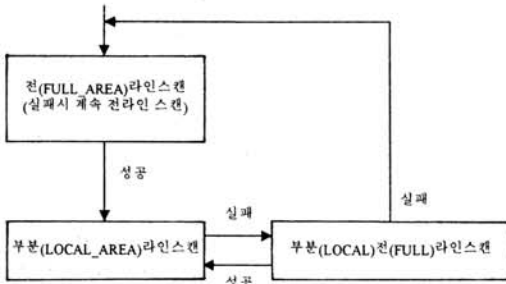 전(FULL_AREA)라인스캔
(실패시 계속 전라인 스캔)
성공
실패
실패
부분(LOCAL_AREA)라인스캔
부분(LOCAL)전(FULL)라인스캔
성공